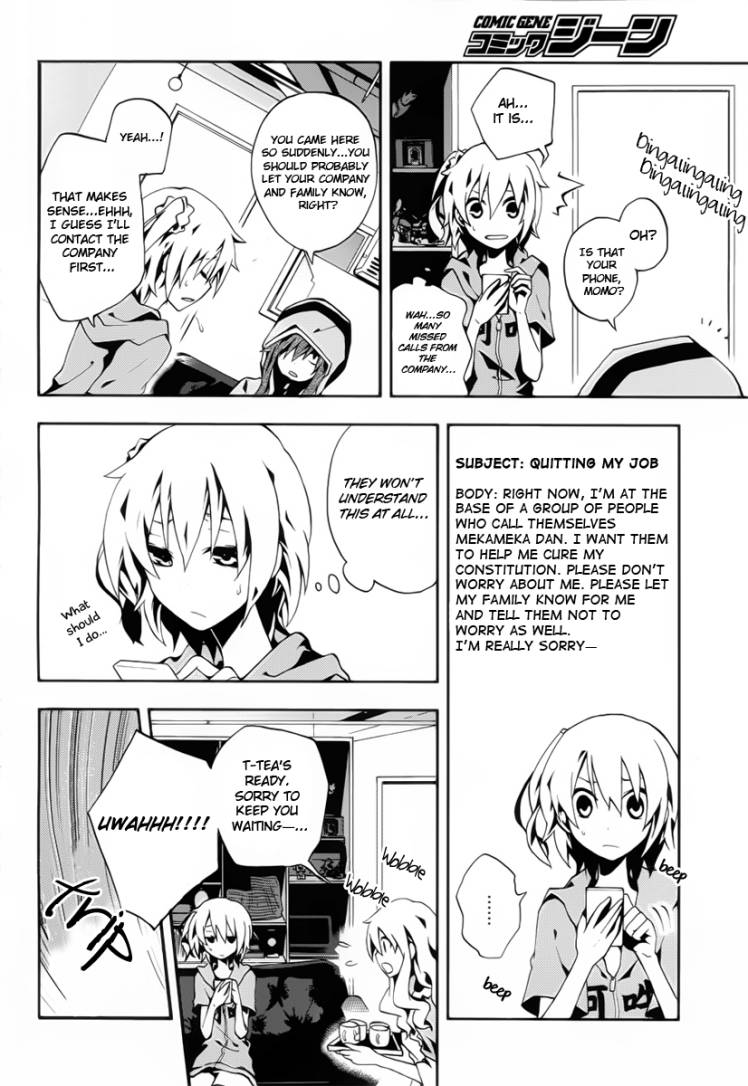 COMIC GENE
コミックジーン
AH...
IT IS...
Dingalingaling
Dingalingaling
OH?
IS THAT
YOUR
PHONE,
MOMO?
WAH...SO
MANY
MISSED
CALLS FROM
THE
COMPANY...
YOU CAME HERE
SO SUDDENLY...YOU
SHOULD PROBABLY
LET YOUR COMPANY
AND FAMILY KNOW,
RIGHT?
YEAH...!
THAT MAKES
SENSE...EHHH,
I GUESS I'LL
CONTACT THE
COMPANY
FIRST...
SUBJECT: QUITTING MY JOB
BODY: RIGHT NOW, I'M AT THE
BASE OF A GROUP OF PEOPLE
WHO CALL THEMSELVES
MEKAMEKA DAN. I WANT THEM
TO HELP ME CURE MY
CONSTITUTION. PLEASE DON'T
WORRY ABOUT ME. PLEASE LET
MY FAMILY KNOW FOR ME
AND TELL THEM NOT TO
WORRY AS WELL.
I'M REALLY SORRY—
......
beep
beep
THEY WON'T
UNDERSTAND
THIS AT ALL...
What
should
I do...
T-TEA'S
READY.
SORRY TO
KEEP YOU
WAITING—...
Wobble
Wobble
UWAHHH!!!!
trip